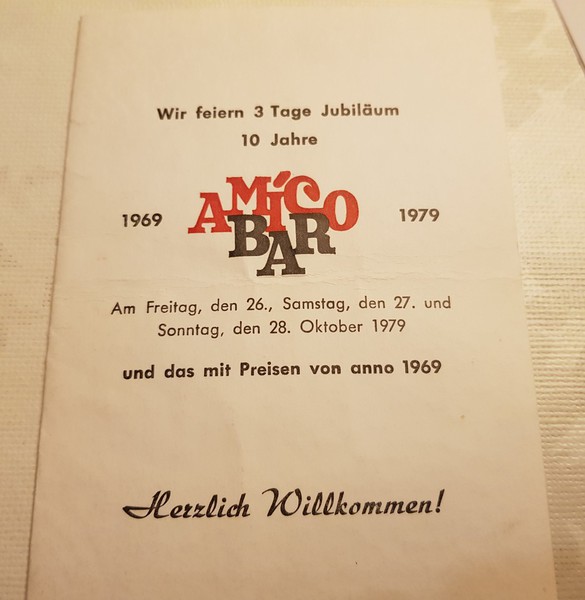 Wir feiern 3 Tage Jubiläum
10 Jahre
1969 AMICO 1979
BAR
Am Freitag, den 26., Samstag, den 27. und
Sonntag, den 28. Oktober 1979
und das mit Preisen von anno 1969
Herzlich Willkommen!